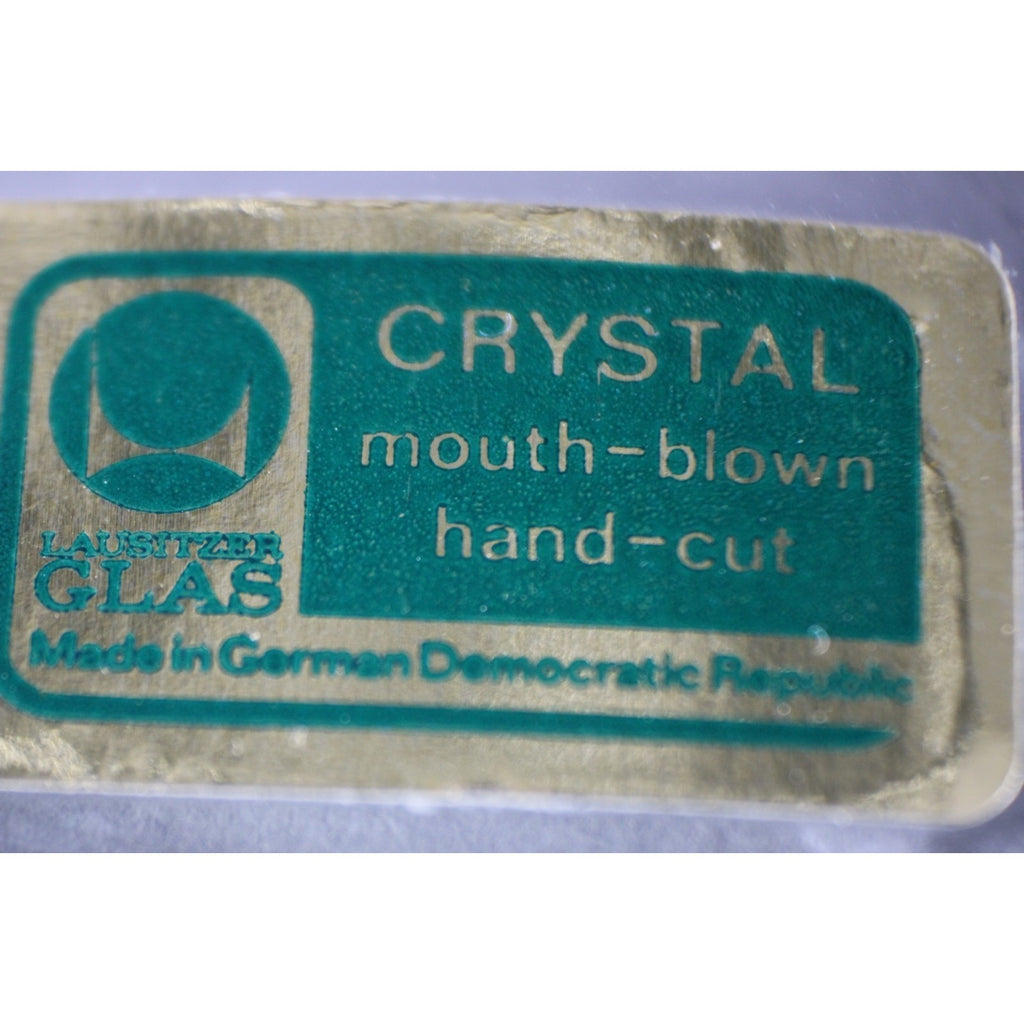 CRYSTAL
mouth-blown
hand-cut
LAUSITZER
GLAS
Made in German Democratic Republic